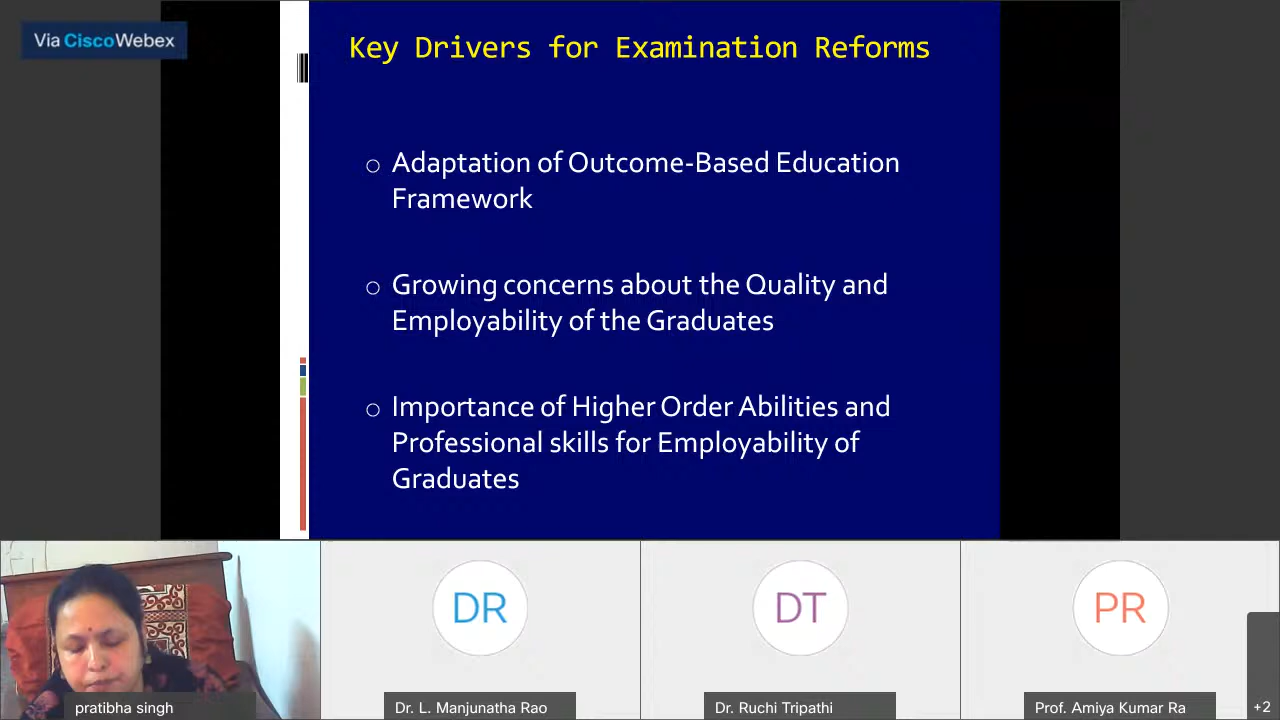 Via Cisco Webex
Key Drivers for Examination Reforms
o Adaptation of Outcome-Based Education
Framework
o Growing concerns about the Quality and
Employability of the Graduates
o Importance of Higher Order Abilities and
Professional skills for Employability of
Graduates
DR
DT
PR
pratibha singh
Dr. L. Manjunatha Rao
Dr. Ruchi Tripathi
Prof. Amiya Kumar Ra
+2